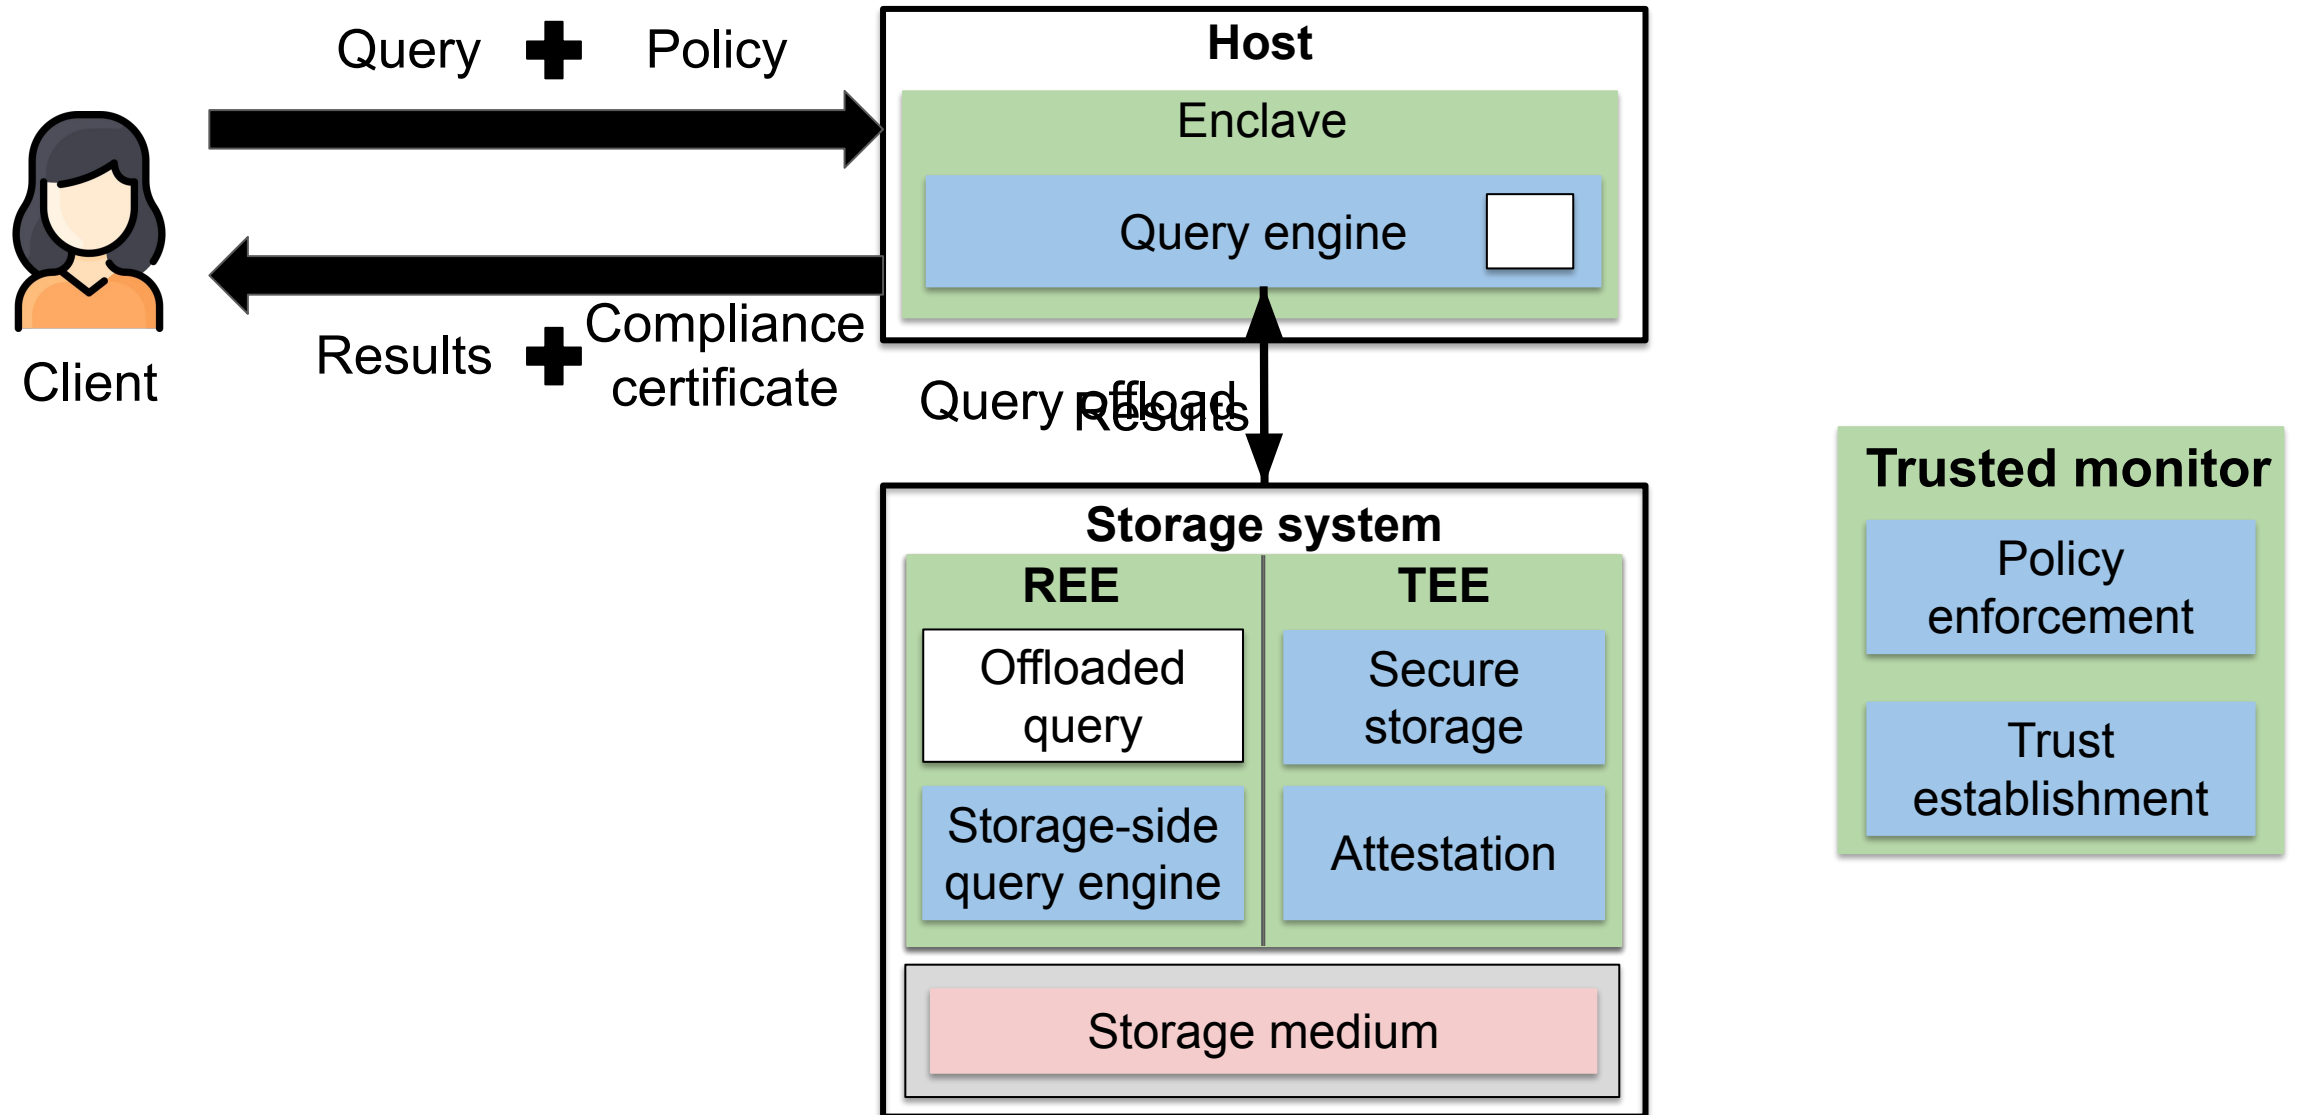 Query
Policy
Host
Enclave
Query engine
Client
Results
Compliance
certificate
Query offload
Results
Storage system
REE
TEE
Offloaded
query
Secure
storage
Storage-side
query engine
Attestation
Storage medium
Trusted monitor
Policy
enforcement
Trust
establishment